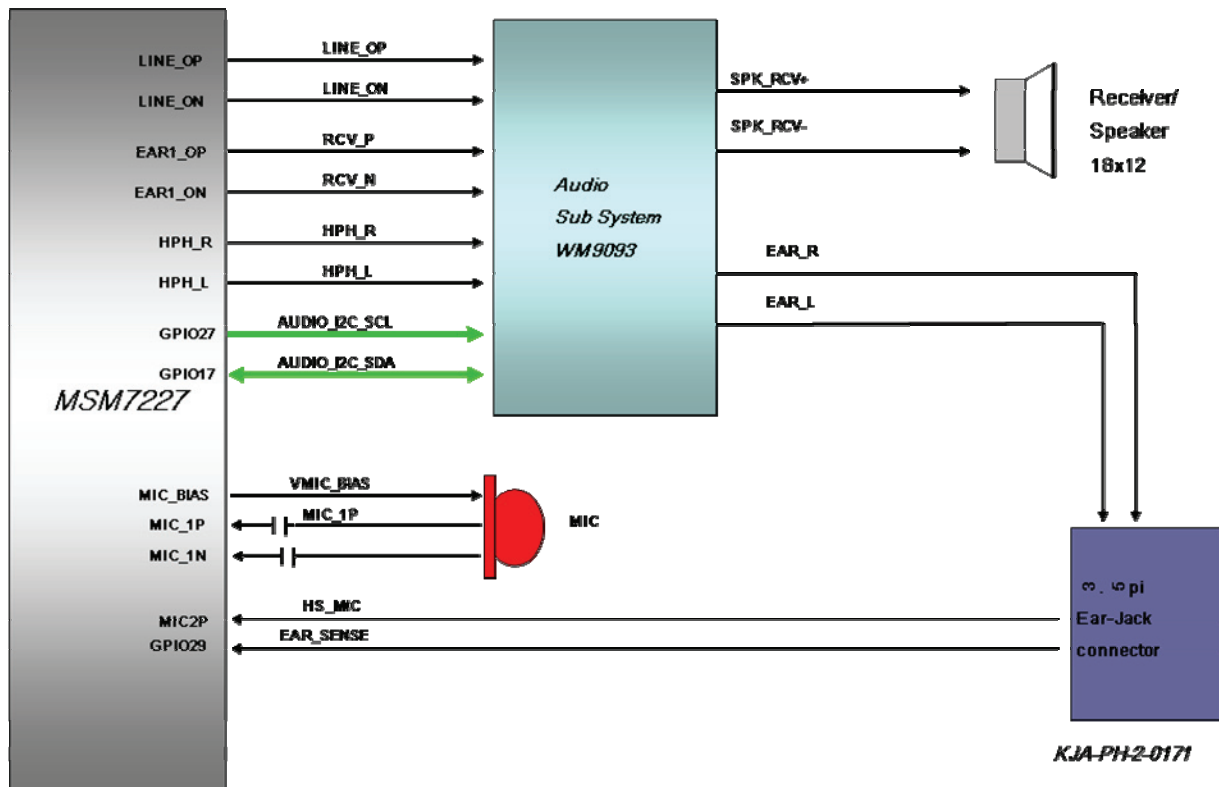 LINE_OP
LINE_OP
LINE_ON
LINE_ON
EAR1_OP
RCV_P
EAR1_ON
RCV_N
HPH_R
HPH_R
HPH_L
HPH_L
GPIO27
AUDIO_I2C_SCL
GPIO17
AUDIO_I2C_SDA
MSM7227
Audio
Sub System
WM9093
SPK_RCV+
SPK_RCV-
Receiver/
Speaker
18x12
EAR_R
EAR_L
MIC_BIAS
VMIC_BIAS
MIC_1P
MIC_1P
MIC_1N
MIC
MIC2P
HS_MIC
GPIO29
EAR_SENSE
3.5pi
Ear-Jack
connector
KJA-PH-2-0171